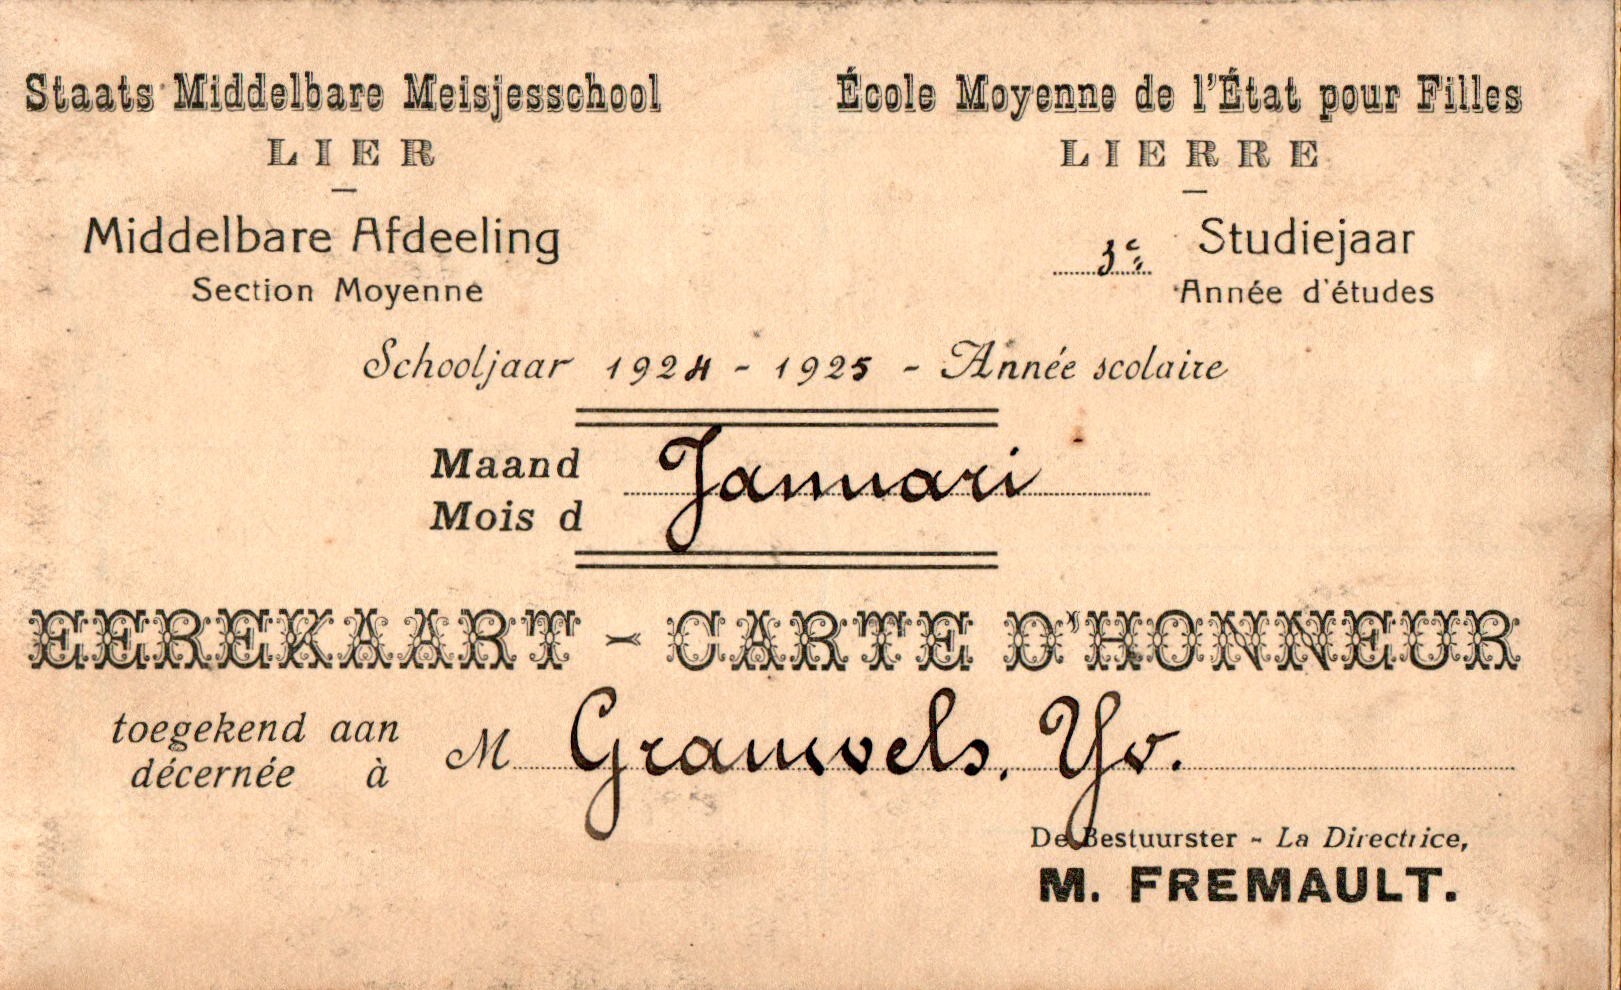 Staats Middelbare Meisjesschool
LIER
Middelbare Afdeeling
Section Moyenne
École Moyenne de l'État pour Filles
LIERRE
3e Studiejaar
Année d'études
Schooljaar 1924 - 1925 - Année scolaire
Maand Januari
Mois d
EEREKAART - CARTE D'HONNEUR
toegekend aan
décernée à M Grauwels, Yv.
De Bestuurster - La Directrice,
M. FREMAULT.